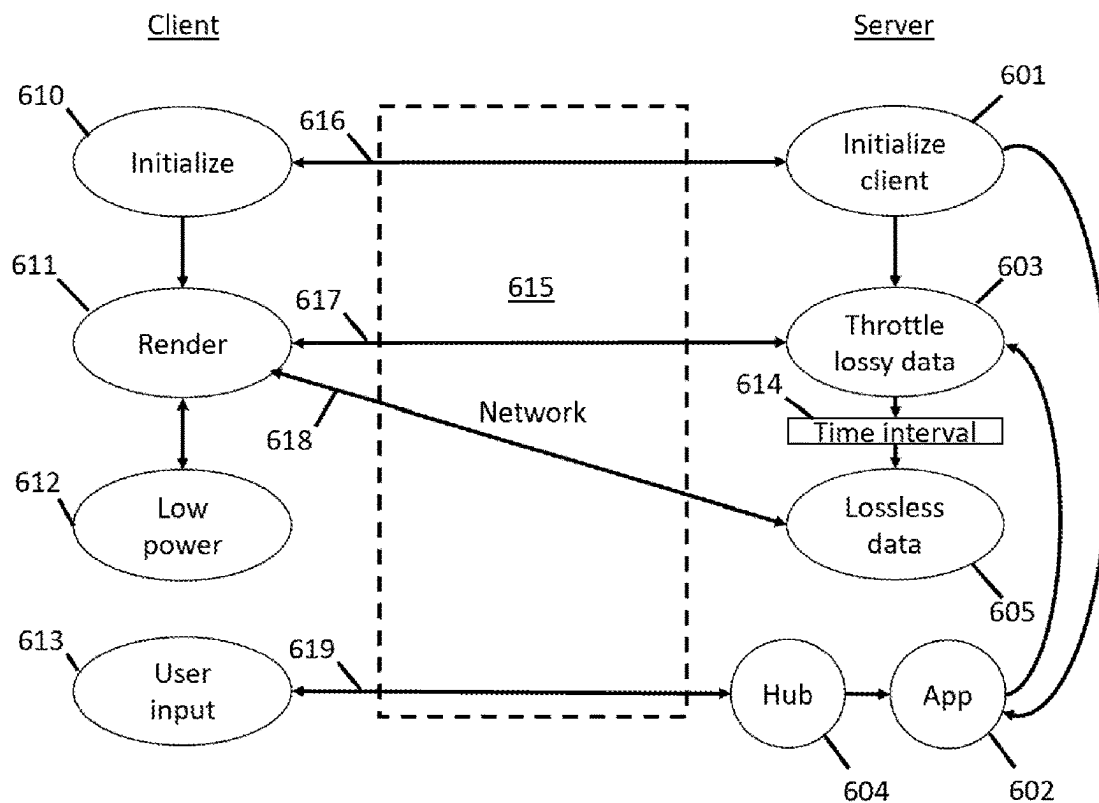 Client
Server
610
616
601
Initialize
Initialize
client
611
617
615
603
Render
Throttle
lossy data
614
618
Network
Time interval
612
Low
power
Lossless
data
605
613
619
User
input
Hub
App
604
602